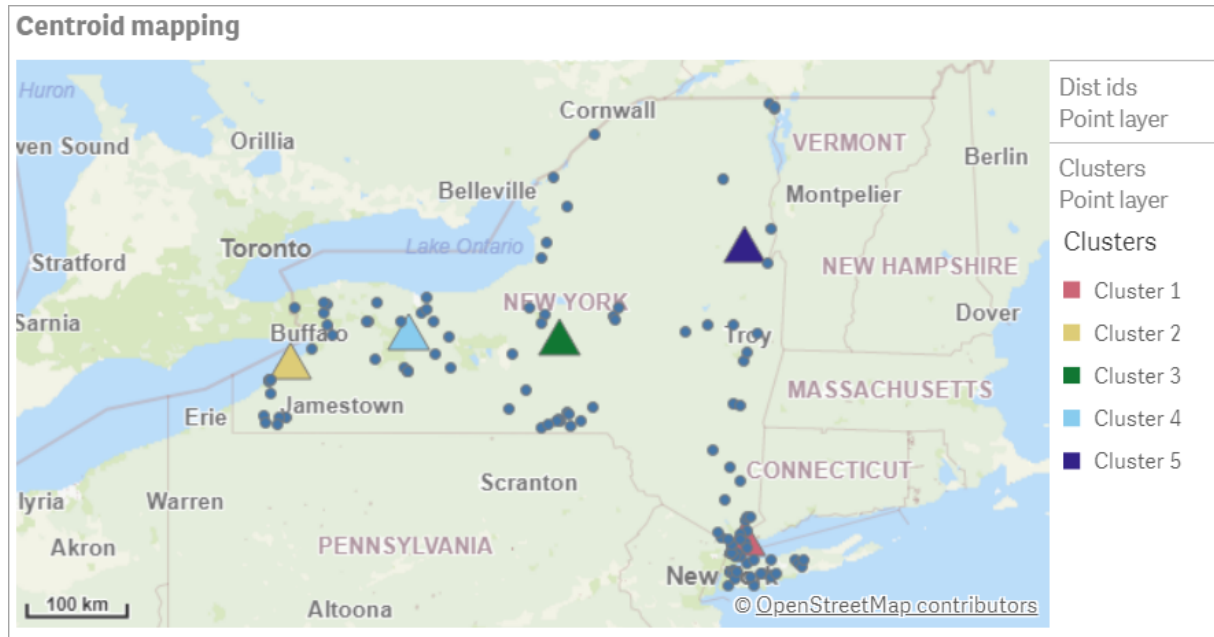 Centroid mapping
Huron
Cornwall
Dist ids
Point layer
wen Sound
Orillia
VERMONT
Berlin
Clusters
Point layer
Belleville
Montpelier
Toronto
Lake Ontario
Clusters
Stratford
NEW HAMPSHIRE
Cluster 1
NEW YORK
Sarnia
Buffalo
Troy
Dover
Cluster 2
Cluster 3
MASSACHUSETTS
Erie
Jamestown
Cluster 4
CONNECTICUT
Cluster 5
Scranton
lyria
Warren
Akron
PENNSYLVANIA
New York
100 km
Altoona
© OpenStreetMap contributors